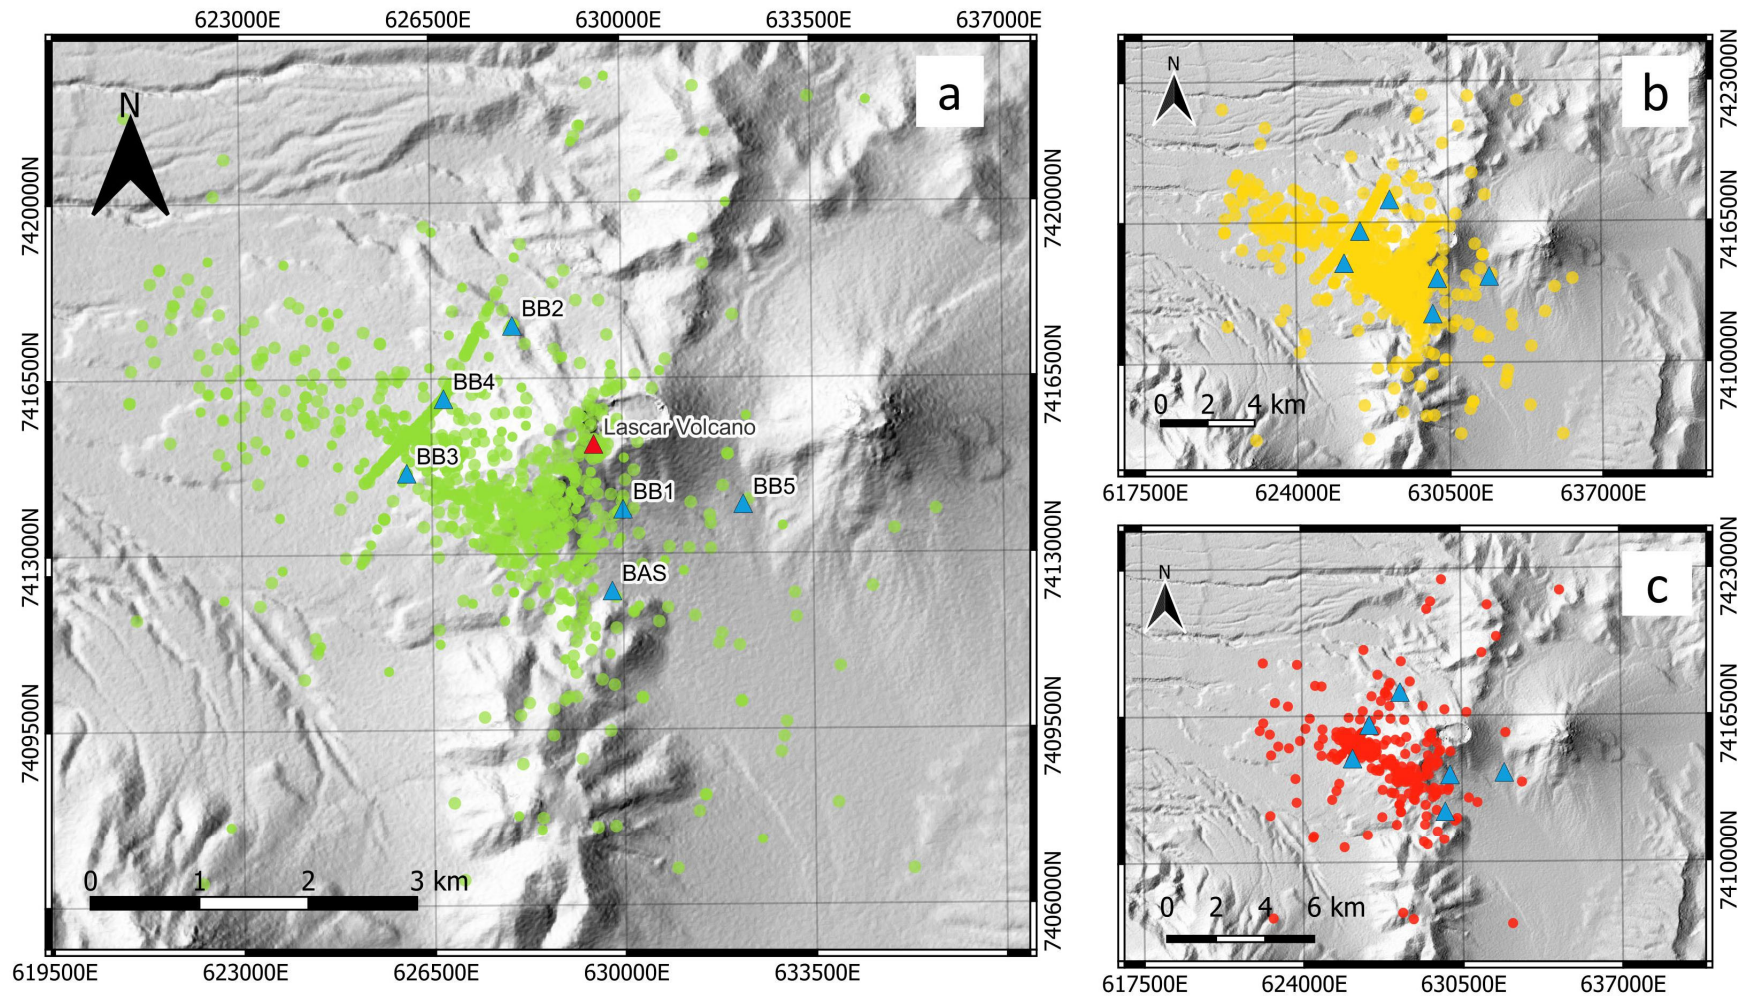 623000E 626500E 630000E 633500E 637000E
N
a
7420000N 7420000N
BB2
BB4
7416500N 7416500N
Lascar Volcano
BB3
BB1
BB5
7413000N 7413000N
BAS
7409500N 7409500N
0 1 2 3 km
7406000N 7406000N
619500E 623000E 626500E 630000E 633500E
N
b
7423000N
7416500N
0 2 4 km
7410000N
617500E 624000E 630500E 637000E
N
c
7423000N
7416500N
7410000N
0 2 4 6 km
617500E 624000E 630500E 637000E